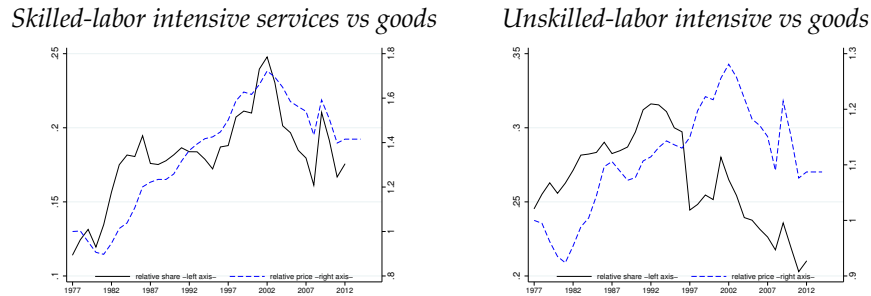 Skilled-labor intensive services vs goods
.25
.2
.15
.1
1.8
1.6
1.4
1.2
1
.8
relative share –left axis–
relative price –right axis–
1977 1982 1987 1992 1997 2002 2007 2012
Unskilled-labor intensive vs goods
.35
.3
.25
.2
1.3
1.2
1.1
1
.9
relative share –left axis–
relative price –right axis–
1977 1982 1987 1992 1997 2002 2007 2012